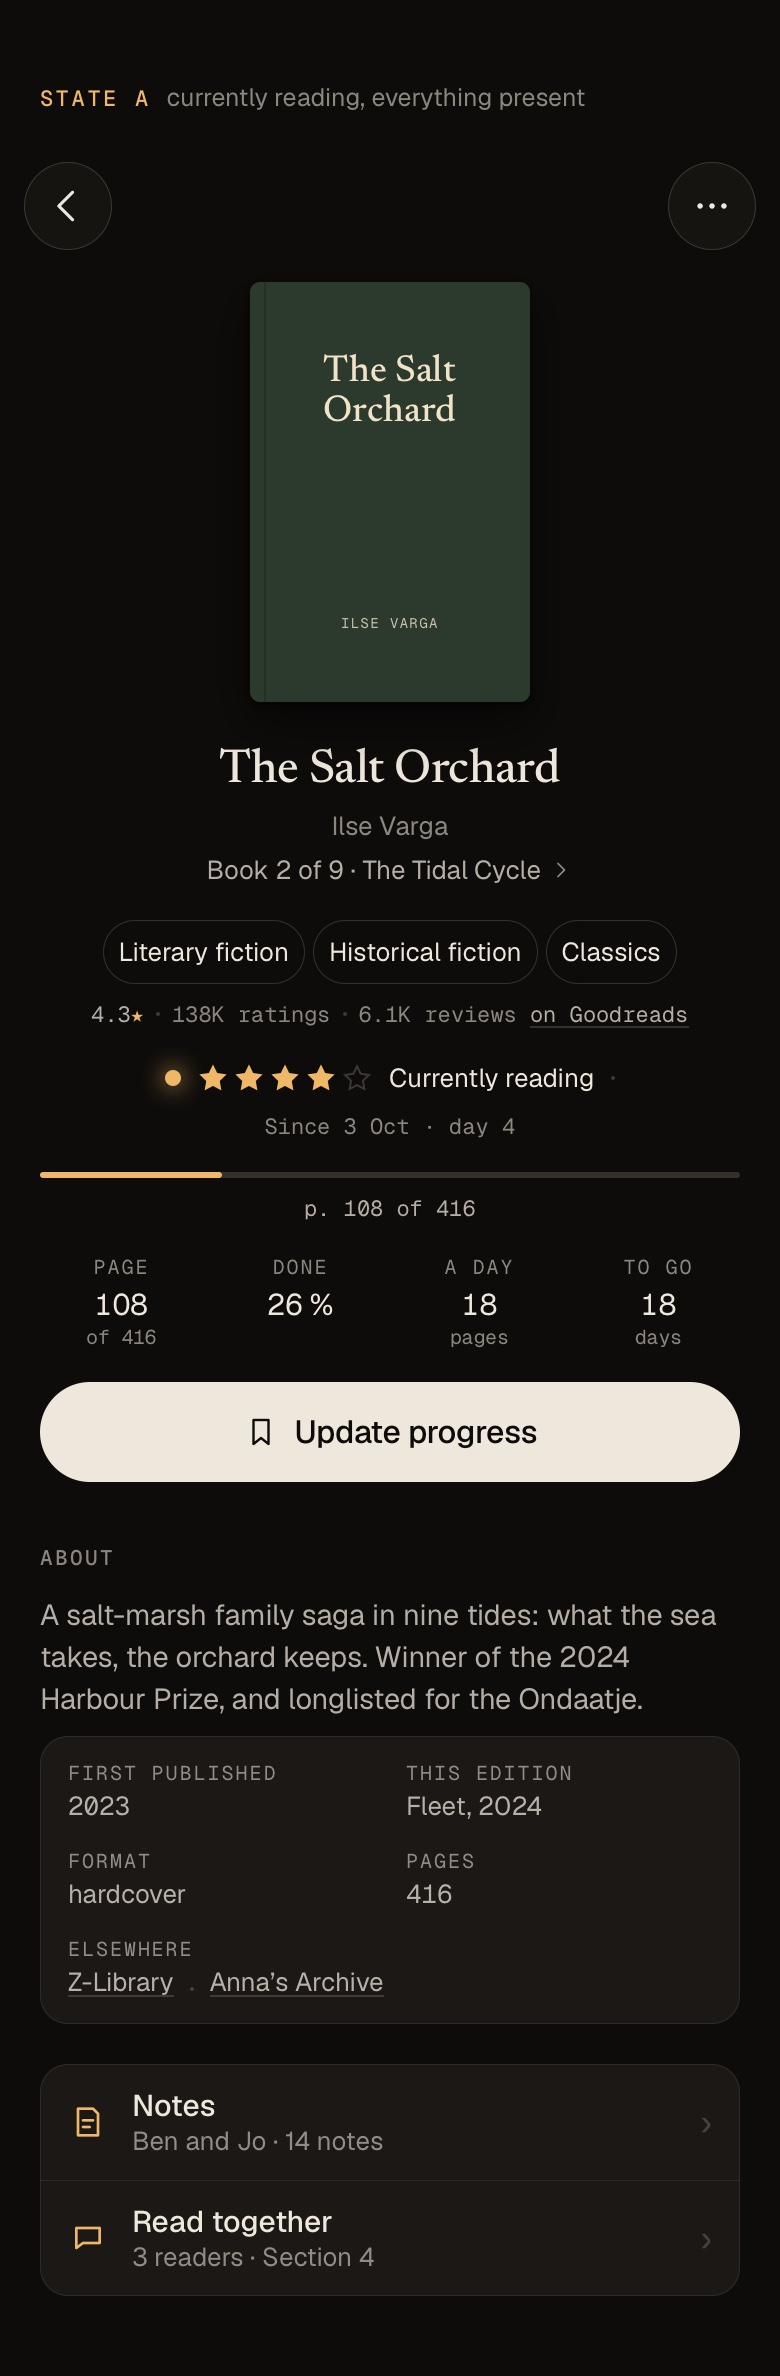 STATE A currently reading, everything present
The Salt
Orchard
ILSE VARGA
The Salt Orchard
Ilse Varga
Book 2 of 9 · The Tidal Cycle
Literary fiction Historical fiction Classics
4.3★ · 138K ratings · 6.1K reviews on Goodreads
Currently reading ·
Since 3 Oct · day 4
p. 108 of 416
PAGE DONE A DAY TO GO
108 26 % 18 18
of 416 pages days
Update progress
ABOUT
A salt-marsh family saga in nine tides: what the sea
takes, the orchard keeps. Winner of the 2024
Harbour Prize, and longlisted for the Ondaatje.
FIRST PUBLISHED THIS EDITION
2023 Fleet, 2024
FORMAT PAGES
hardcover 416
ELSEWHERE
Z-Library · Anna’s Archive
Notes
Ben and Jo · 14 notes
Read together
3 readers · Section 4